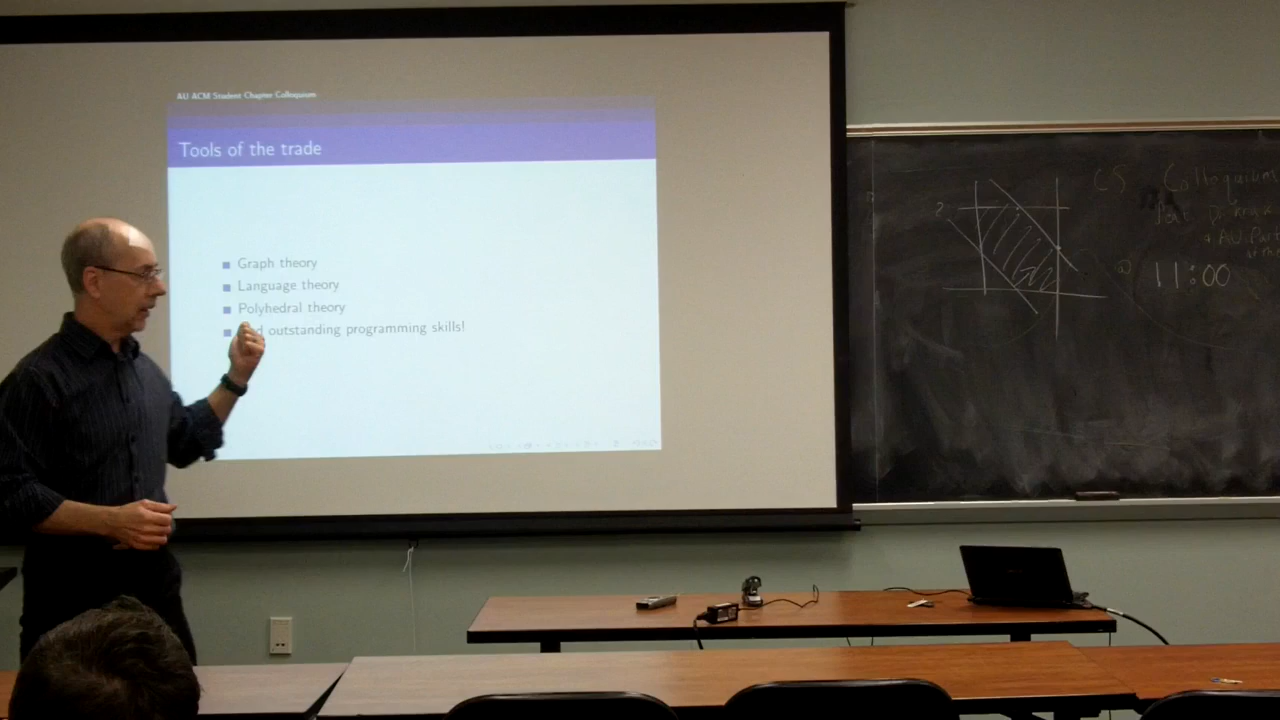 AU ACM Student Chapter Colloquium
Tools of the trade
Graph theory
Language theory
Polyhedral theory
outstanding programming skills!
?
CS Colloquium
AU
@ 11:00